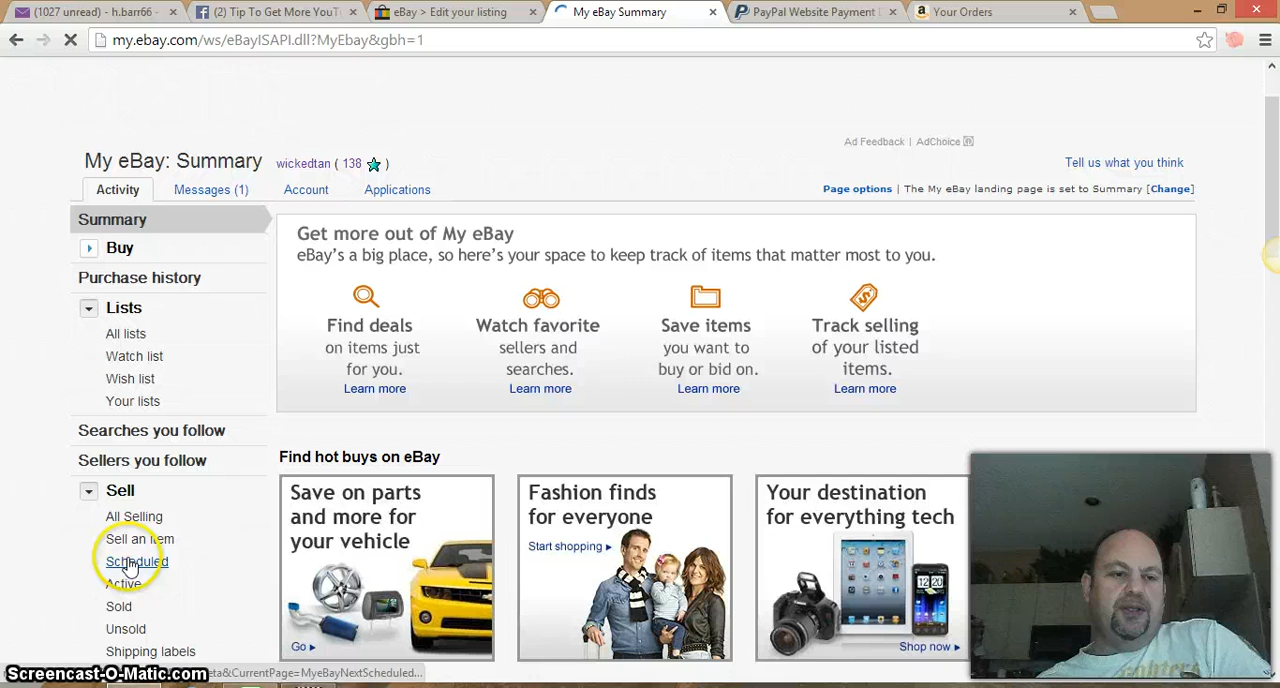 (1027 unread) - h.barr66
(2) Tip To Get More YouT
eBay > Edit your listing
My eBay Summary
PayPal Website Payment
Your Orders
my.ebay.com/ws/eBayISAPI.dll?MyEbay&gbh=1
Ad Feedback | AdChoice
My eBay: Summary wickedtan ( 138 )
Tell us what you think
Activity Messages (1) Account Applications
Page options | The My eBay landing page is set to Summary [Change]
Summary
Buy
Purchase history
Lists
All lists
Watch list
Wish list
Your lists
Searches you follow
Sellers you follow
Sell
All Selling
Sell an item
Scheduled
Active
Sold
Unsold
Shipping labels
Get more out of My eBay
eBay's a big place, so here's your space to keep track of items that matter most to you.
Find deals
on items just
for you.
Learn more
Watch favorite
sellers and
searches.
Learn more
Save items
you want to
buy or bid on.
Learn more
Track selling
of your listed
items.
Learn more
Find hot buys on eBay
Save on parts
and more for
your vehicle
Go
Fashion finds
for everyone
Start shopping
Your destination
for everything tech
Shop now
Screencast-O-Matic.com
eta&CurrentPage=MyeBayNextScheduled...